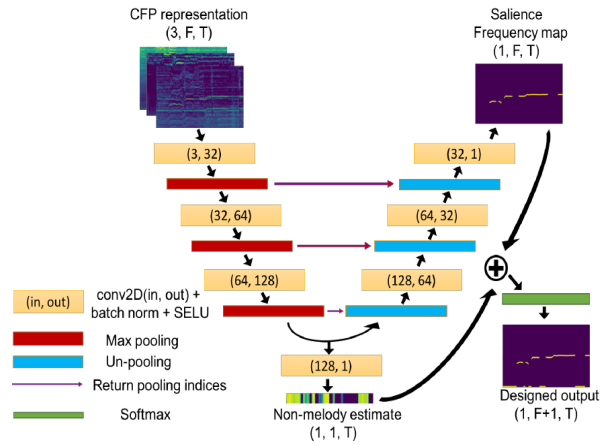 CFP representation
(3, F, T)
Salience
Frequency map
(1, F, T)
(3, 32)
(32, 1)
(32, 64)
(64, 32)
(64, 128)
(128, 64)
(in, out)
conv2D(in, out) +
batch norm + SELU
Max pooling
Un-pooling
(128, 1)
Return pooling indices
Softmax
Non-melody estimate
(1, 1, T)
Designed output
(1, F+1, T)